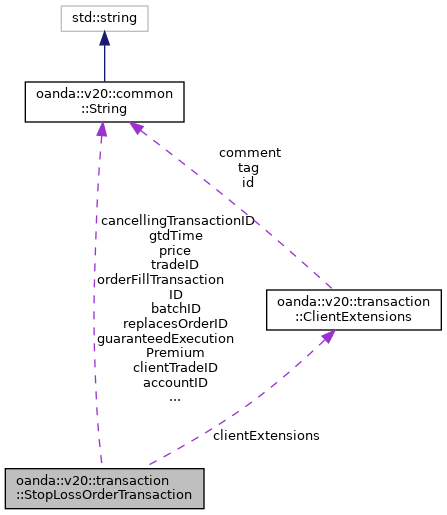 std::string
oanda::v20::common
::String
comment
tag
id
cancellingTransactionID
gtdTime
price
tradeID
orderFillTransaction
ID
batchID
replacesOrderID
guaranteedExecution
Premium
clientTradeID
accountID
...
oanda::v20::transaction
::ClientExtensions
clientExtensions
oanda::v20::transaction
::StopLossOrderTransaction